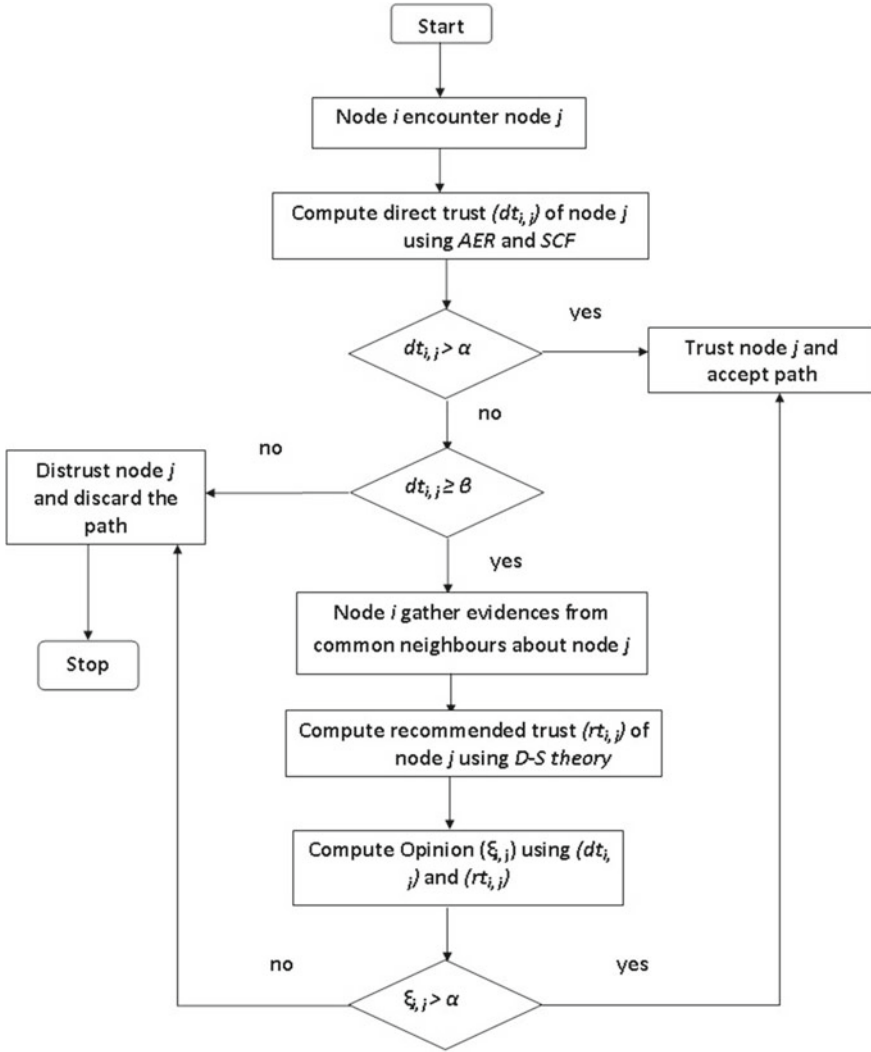 Start
Node i encounter node j
Compute direct trust (dti,j) of node j
using AER and SCF
dti,j > α
yes
Trust node j and
accept path
no
no
Distrust node j
and discard the
path
dti,j ≥ β
yes
Stop
Node i gather evidences from
common neighbours about node j
Compute recommended trust (rti,j) of
node j using D-S theory
Compute Opinion (ξi,j) using (dti,
j) and (rti,j)
no
yes
ξi,j > α